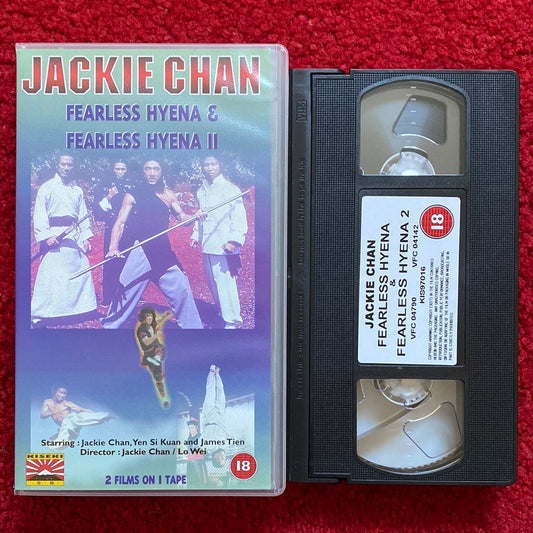 JACKIE CHAN
FEARLESS HYENA &
FEARLESS HYENA II
Starring : Jackie Chan, Yen Si Kuan and James Tien
Director : Jackie Chan / Lo Wei
KISEKI
18
2 FILMS ON 1 TAPE
VHS
JACKIE CHAN
FEARLESS HYENA
&
FEARLESS HYENA 2
VFC 04790
VFC 04142
KIS97016
18